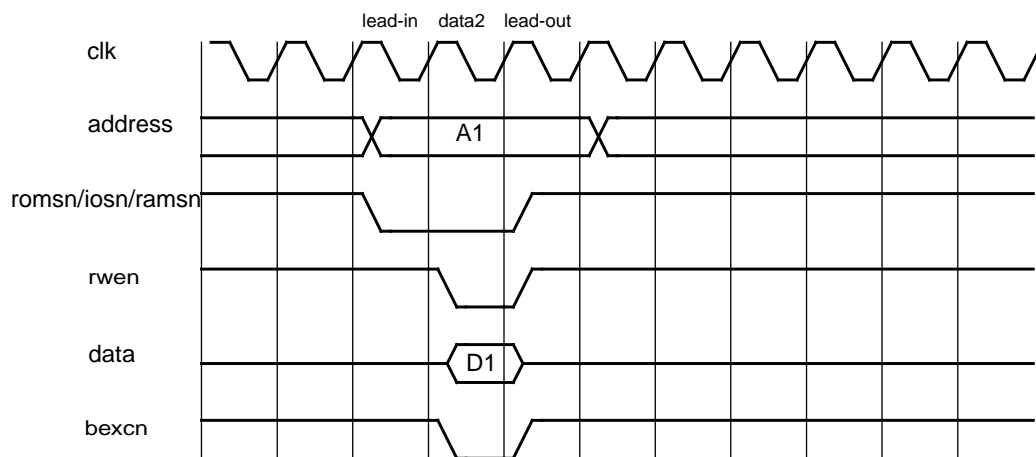 lead-in data2 lead-out
clk
address
A1
romsn/iosn/ramsn
rwen
data
D1
bexcn